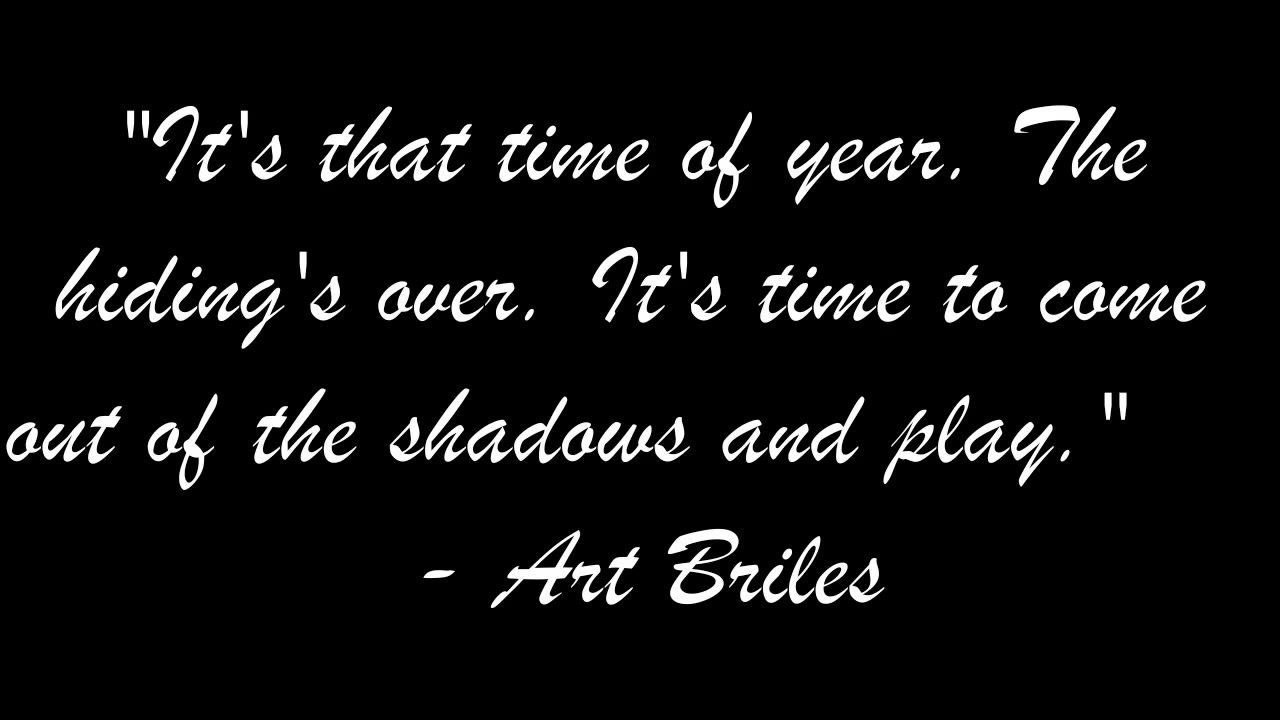 "It's that time of year. The
hiding's over. It's time to come
out of the shadows and play."
- Art Briles